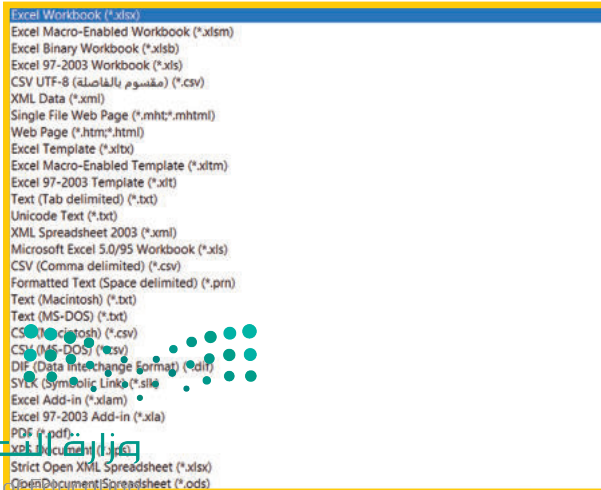 Excel Workbook (*.xlsx)
Excel Macro-Enabled Workbook (*.xlsm)
Excel Binary Workbook (*.xlsb)
Excel 97-2003 Workbook (*.xls)
CSV UTF-8 (مقسوم بالفاصلة) (*.csv)
XML Data (*.xml)
Single File Web Page (*.mht;*.mhtml)
Web Page (*.htm;*.html)
Excel Template (*.xltx)
Excel Macro-Enabled Template (*.xltm)
Excel 97-2003 Template (*.xlt)
Text (Tab delimited) (*.txt)
Unicode Text (*.txt)
XML Spreadsheet 2003 (*.xml)
Microsoft Excel 5.0/95 Workbook (*.xls)
CSV (Comma delimited) (*.csv)
Formatted Text (Space delimited) (*.prn)
Text (Macintosh) (*.txt)
Text (MS-DOS) (*.txt)
CSV (Macintosh) (*.csv)
CSV (MS-DOS) (*.csv)
DIF (Data Interchange Format) (*.dif)
SYLK (Symbolic Link) (*.slk)
Excel Add-in (*.xlam)
Excel 97-2003 Add-in (*.xla)
PDF (*.pdf)
XPS Document (*.xps)
وزارة
Strict Open XML Spreadsheet (*.xlsx)
OpenDocument Spreadsheet (*.ods)